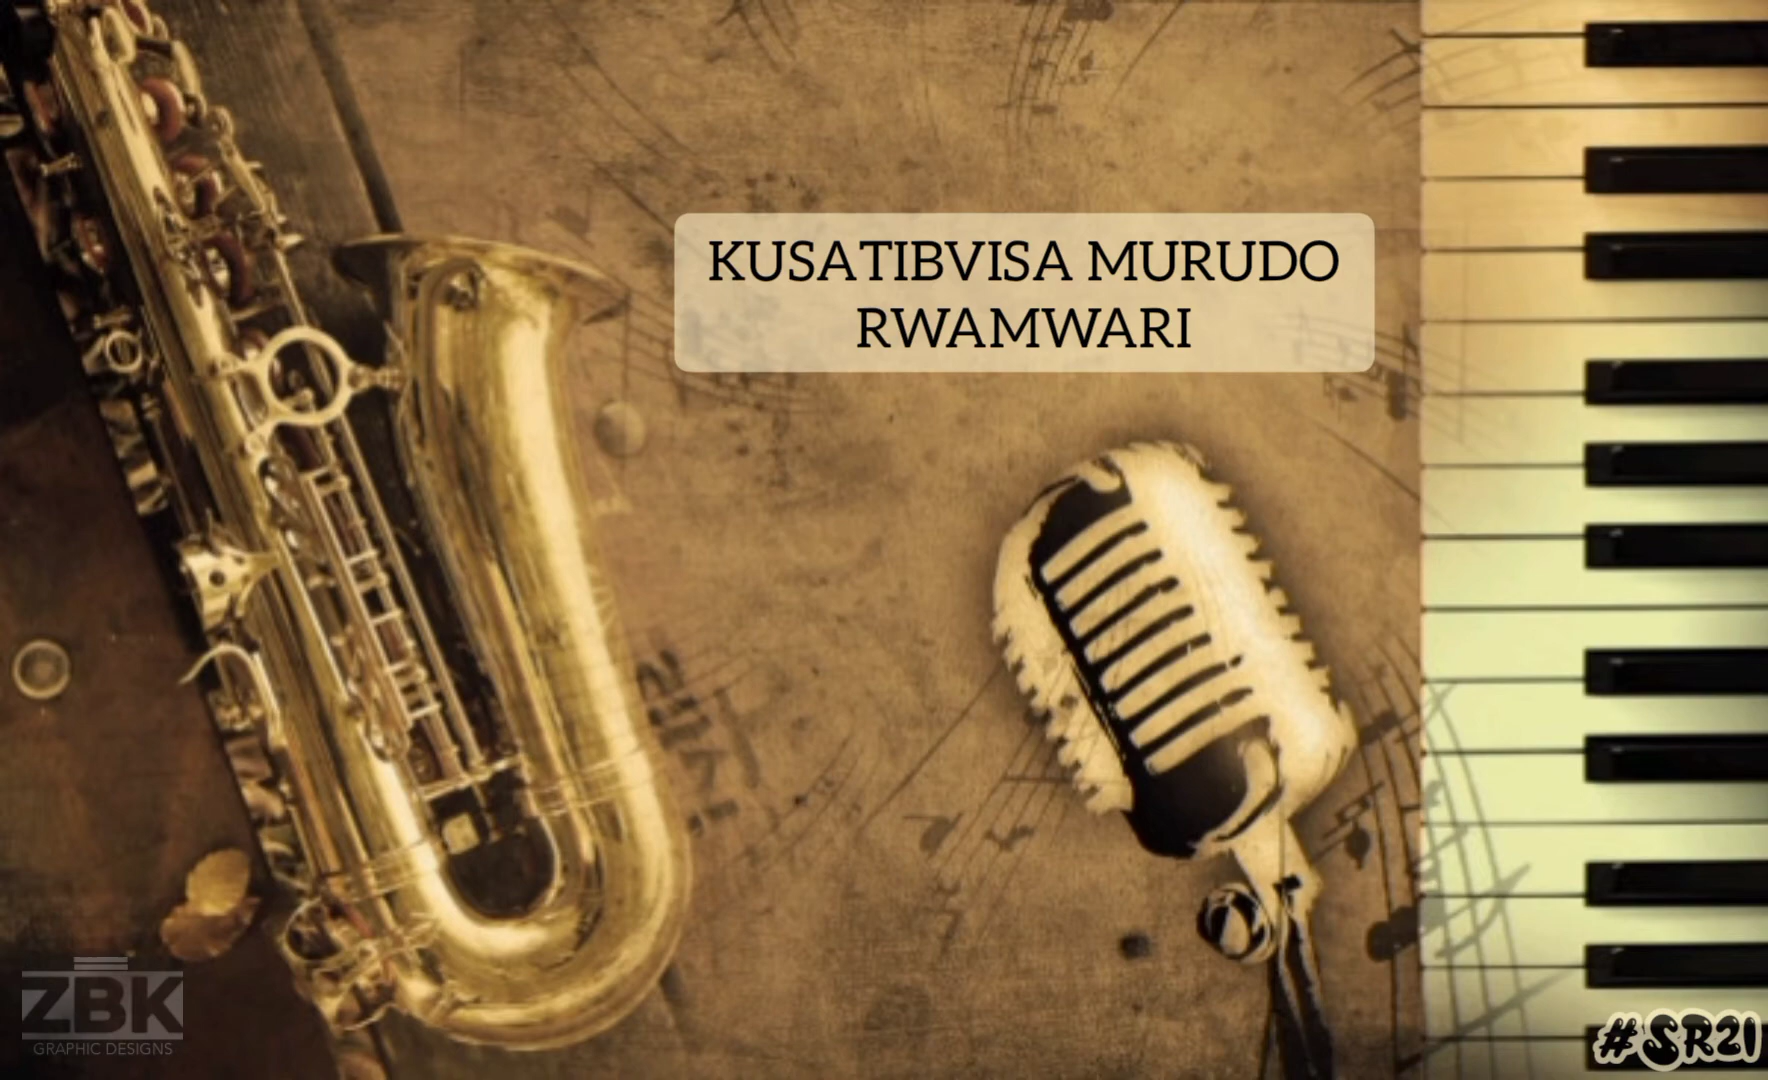 KUSATIBVISA MURUDO
RWAMWARI
ZBK
GRAPHIC DESIGNS
#SR21